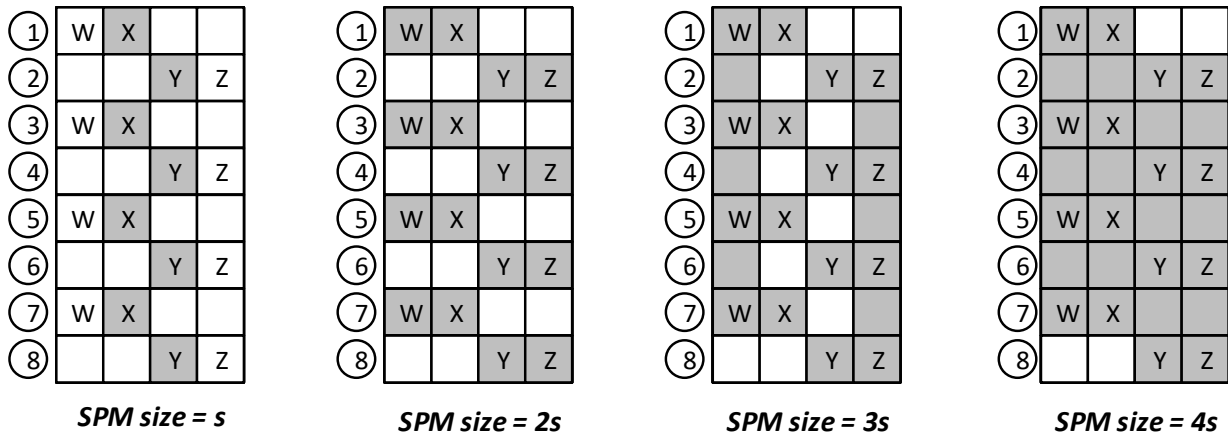 1 W X 1 W X 1 W X 1 W X
2 Y Z 2 Y Z 2 Y Z 2 Y Z
3 W X 3 W X 3 W X 3 W X
4 Y Z 4 Y Z 4 Y Z 4 Y Z
5 W X 5 W X 5 W X 5 W X
6 Y Z 6 Y Z 6 Y Z 6 Y Z
7 W X 7 W X 7 W X 7 W X
8 Y Z 8 Y Z 8 Y Z 8 Y Z
SPM size = s SPM size = 2s SPM size = 3s SPM size = 4s